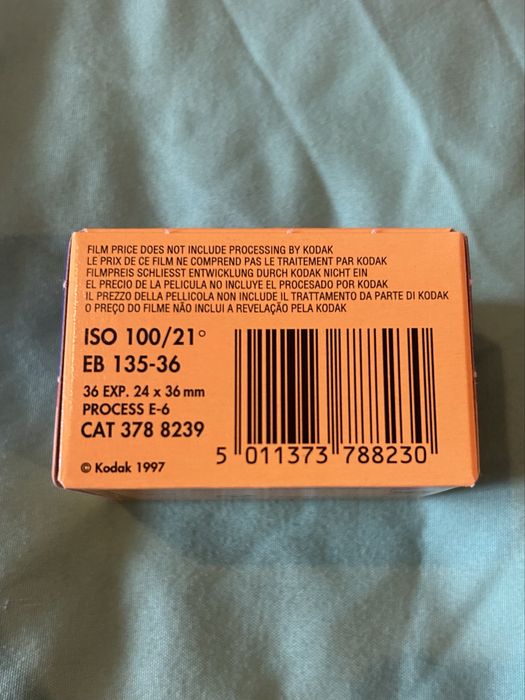 FILM PRICE DOES NOT INCLUDE PROCESSING BY KODAK
LE PRIX DE CE FILM NE COMPREND PAS LE TRAITEMENT PAR KODAK
FILMPREIS SCHLIESST ENTWICKLUNG DURCH KODAK NICHT EIN
EL PRECIO DE LA PELICULA NO INCLUYE EL PROCESADO POR KODAK
IL PREZZO DELLA PELLICOLA NON INCLUDE IL TRATTAMENTO DA PARTE DI KODAK
O PREÇO DO FILME NÃO INCLUI A REVELAÇÃO PELA KODAK
ISO 100/21°
EB 135-36
36 EXP. 24 x 36 mm
PROCESS E-6
CAT 378 8239
© Kodak 1997
5 011373 788230